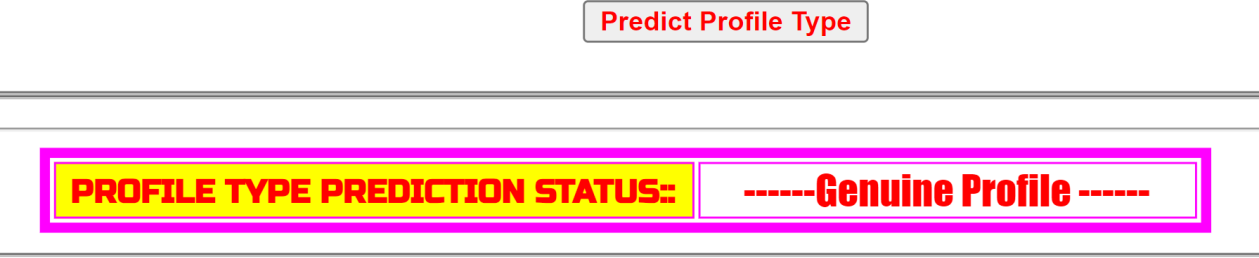 Predict Profile Type
PROFILE TYPE PREDICTION STATUS:: ------Genuine Profile ------